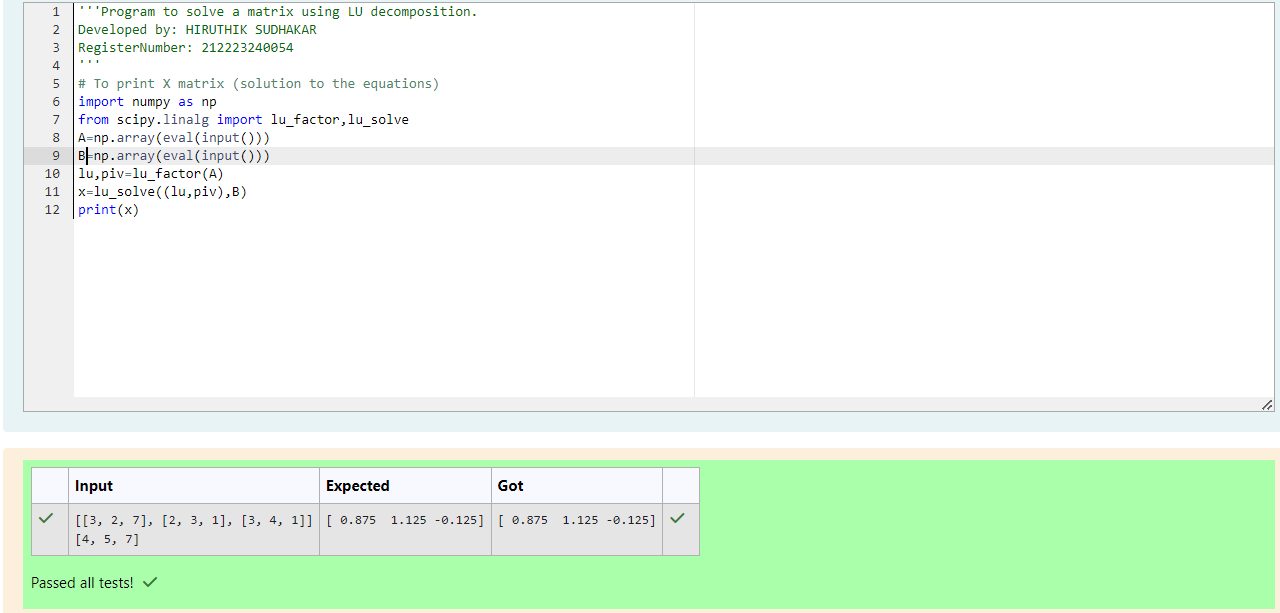 1 '''Program to solve a matrix using LU decomposition.
2 Developed by: HIRUTHIK SUDHAKAR
3 RegisterNumber: 212223240054
4 '''
5 # To print X matrix (solution to the equations)
6 import numpy as np
7 from scipy.linalg import lu_factor,lu_solve
8 A=np.array(eval(input()))
9 B=np.array(eval(input()))
10 lu,piv=lu_factor(A)
11 x=lu_solve((lu,piv),B)
12 print(x)
Input Expected Got
[[3, 2, 7], [2, 3, 1], [3, 4, 1]] [ 0.875  1.125 -0.125] [ 0.875  1.125 -0.125]
[4, 5, 7]
Passed all tests!